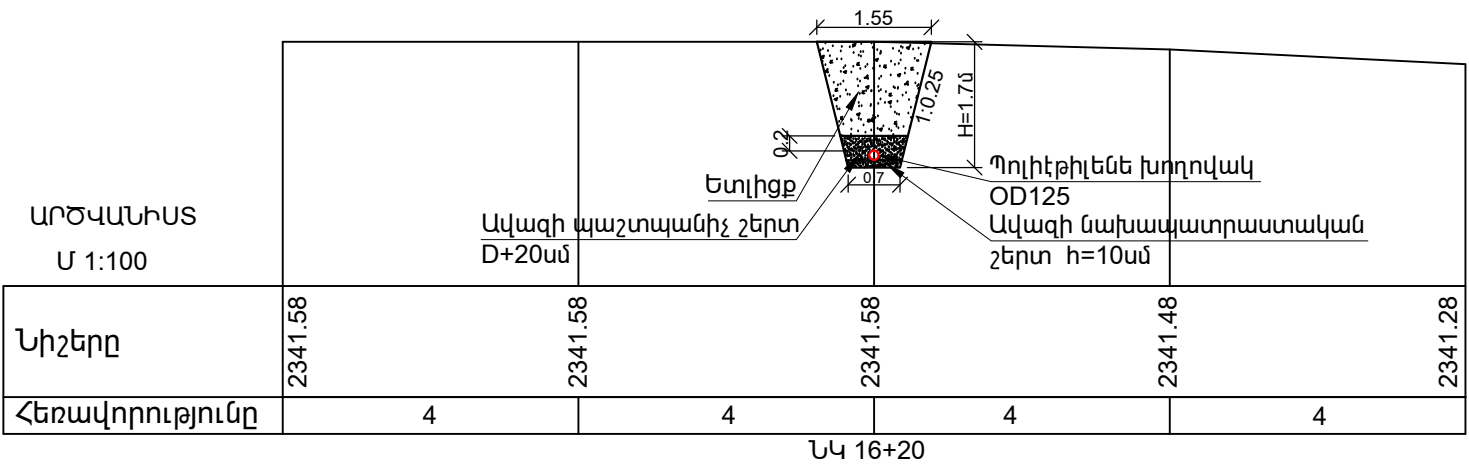 1.55
1:0.25
H=1.7մ
0.2
0.7
Պոլիէթիլենե խողովակ
OD125
Ետլիցք
Ավազի պաշտպանիչ շերտ
D+20սմ
Ավազի նախապատրաստական
շերտ h=10սմ
ԱՐԾՎԱՆԻՍՏ
Մ 1:100
Նիշերը 2341.58 2341.58 2341.58 2341.48 2341.28
Հեռավորությունը 4 4 4 4
ՆԿ 16+20